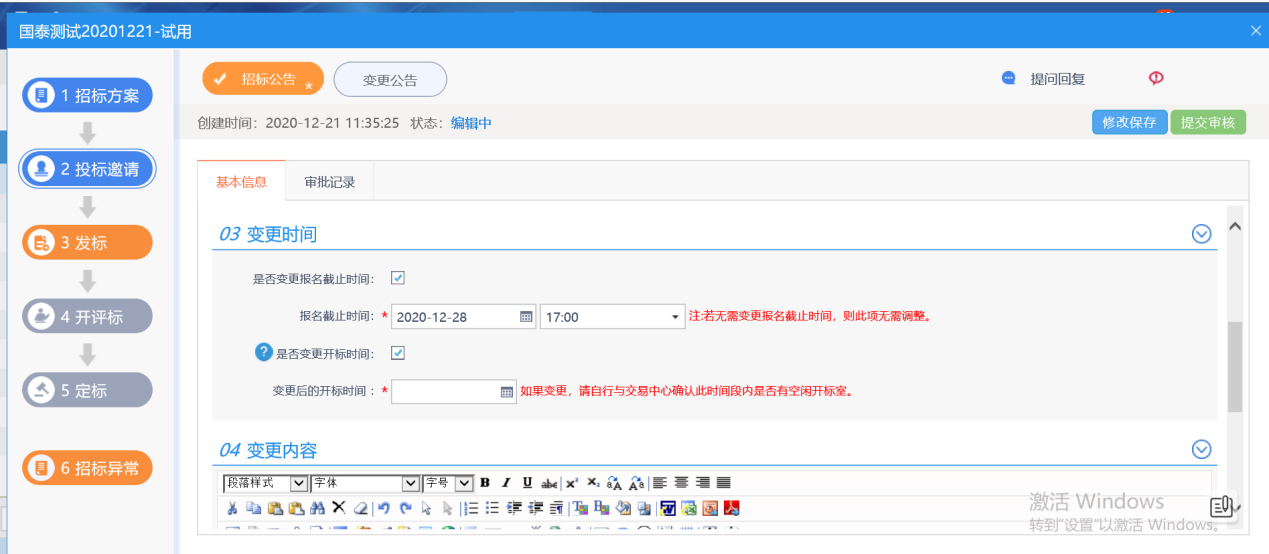 国泰测试20201221-试用
招标公告 * 变更公告 提问回复
创建时间：2020-12-21 11:35:25 状态：编辑中 修改保存 提交审核
1 招标方案
2 投标邀请
3 发标
4 开评标
5 定标
6 招标异常
基本信息 审批记录
03 变更时间
是否变更报名截止时间：
报名截止时间：* 2020-12-28 17:00 注:若无需变更报名截止时间，则此项无需调整。
? 是否变更开标时间：
变更后的开标时间：* 如果变更，请自行与交易中心确认此时间段内是否有空闲开标室。
04 变更内容
段落样式 字体 字号 B I U abc x² x₂
激活 Windows
转到"设置"以激活 Windows。